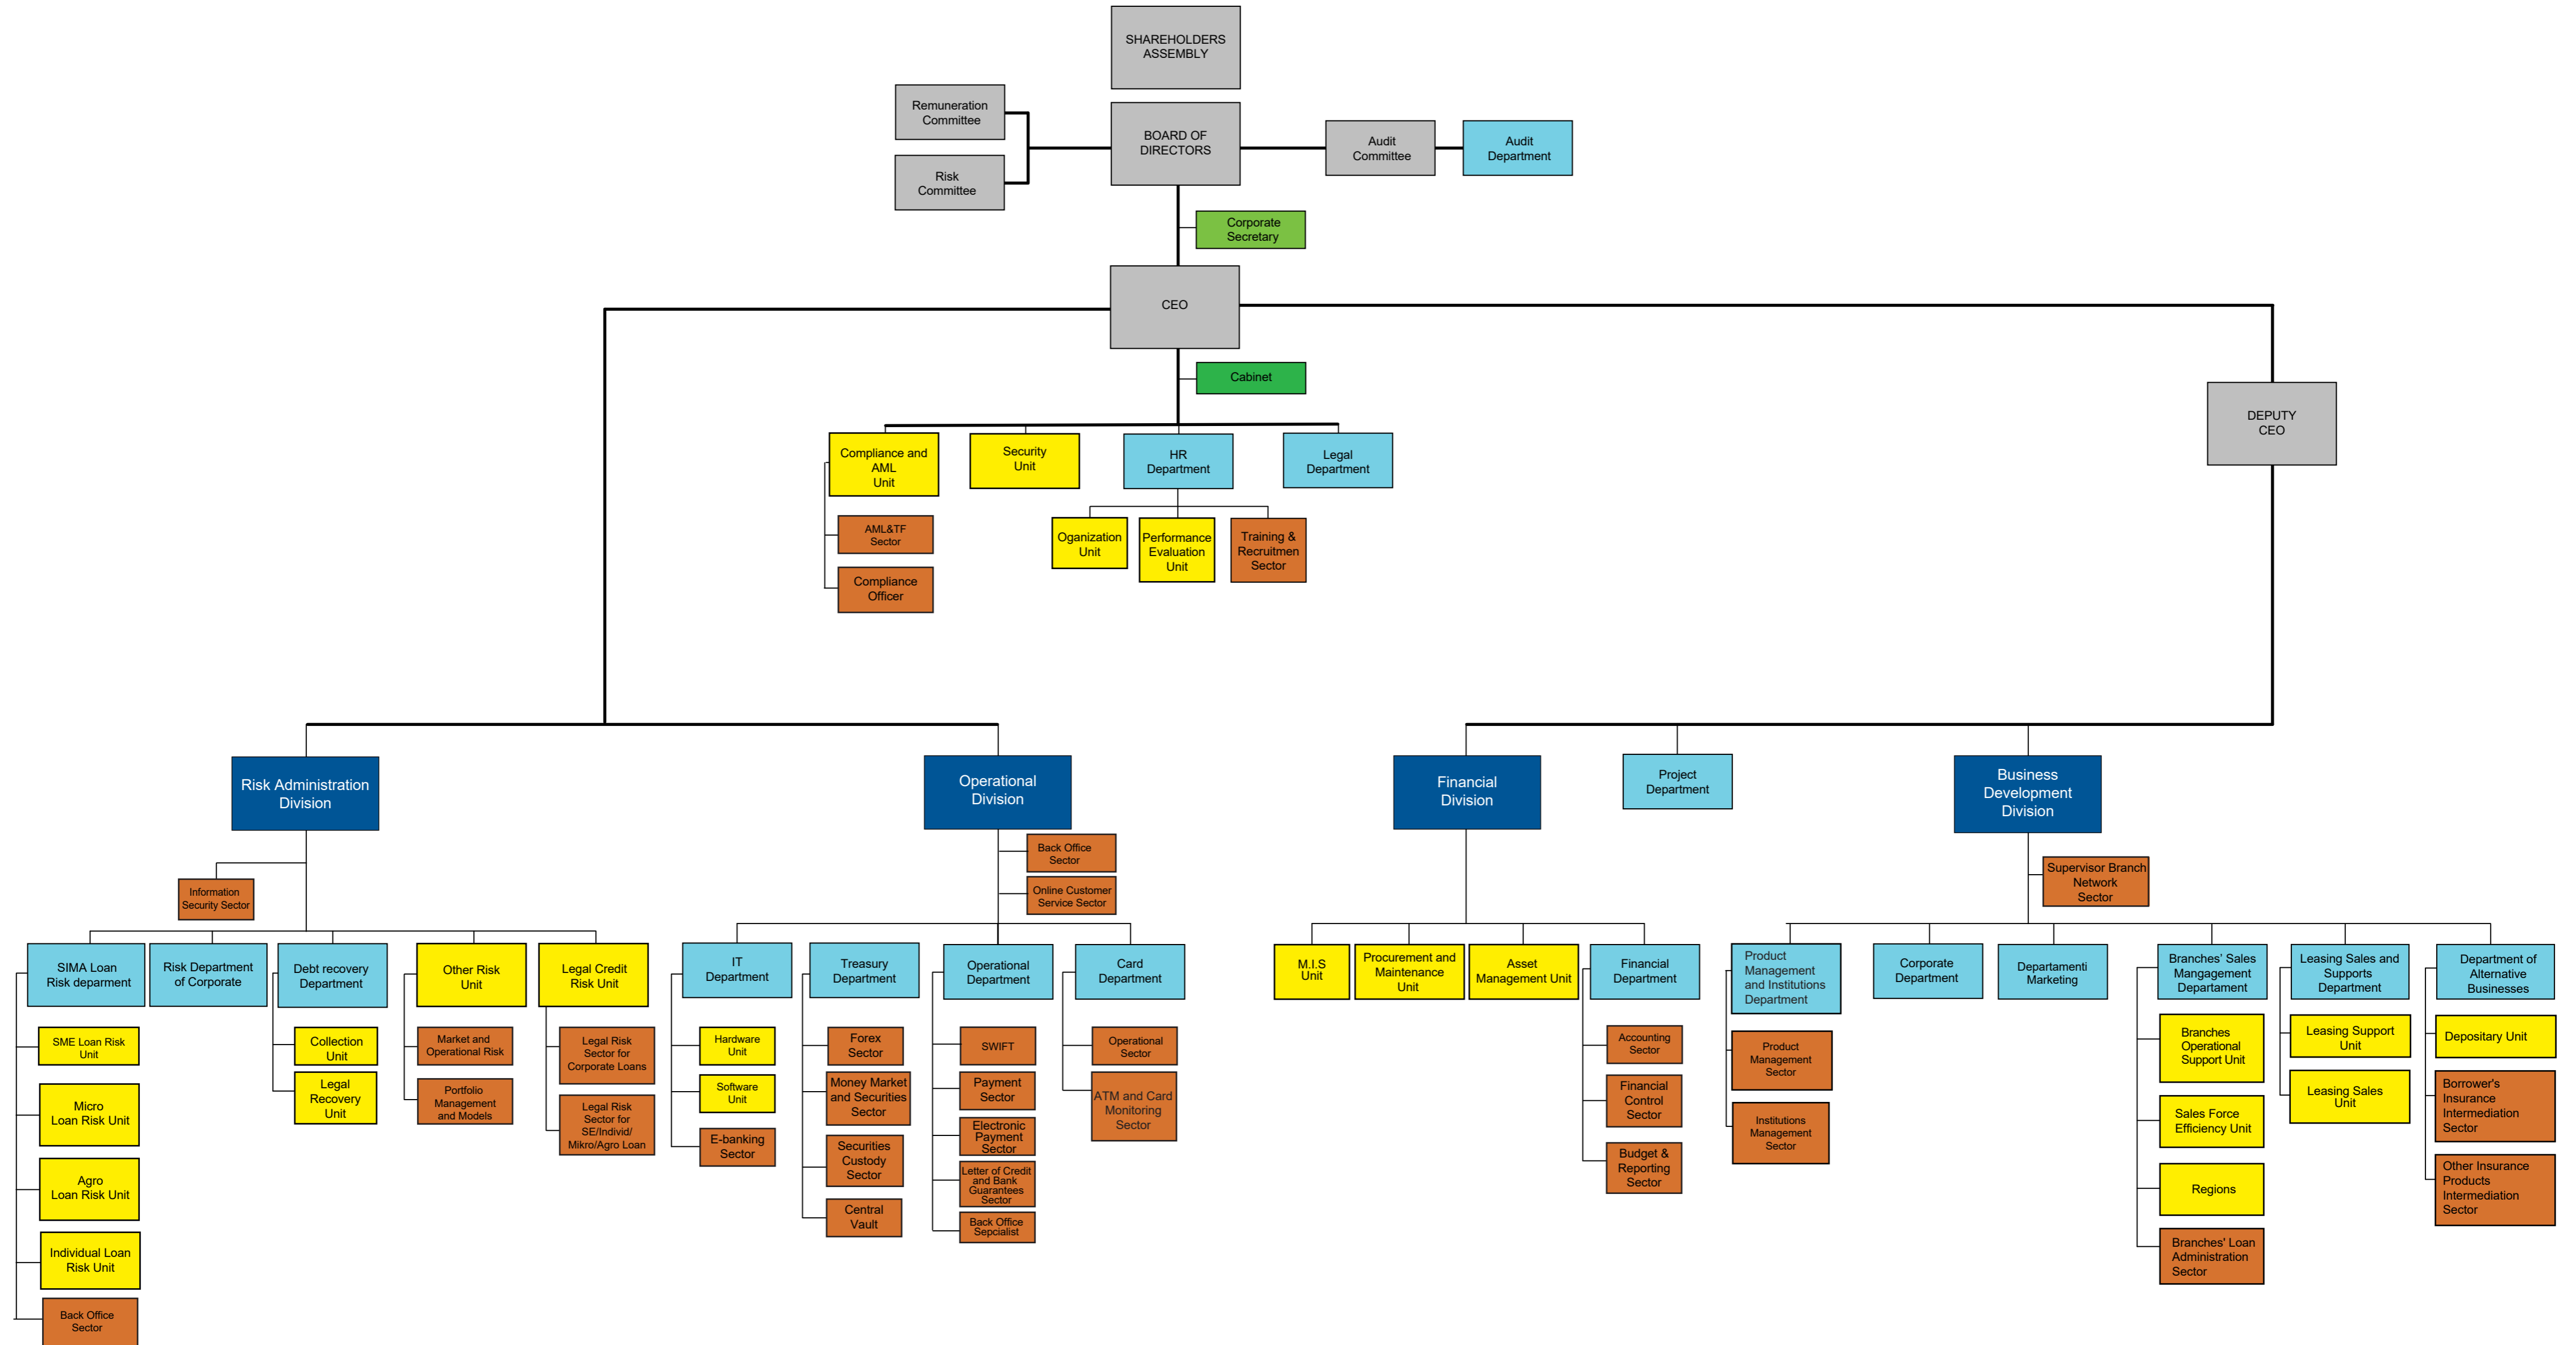 SHAREHOLDERS
ASSEMBLY
Remuneration
Committee
Risk
Committee
BOARD OF
DIRECTORS
Audit
Committee
Audit
Department
Corporate
Secretary
CEO
Cabinet
DEPUTY
CEO
Compliance and
AML
Unit
Security
Unit
HR
Department
Legal
Department
AML&TF
Sector
Compliance
Officer
Oganization
Unit
Performance
Evaluation
Unit
Training &
Recruitmen
Sector
Risk Administration
Division
Operational
Division
Financial
Division
Project
Department
Business
Development
Division
Information
Security Sector
Back Office
Sector
Online Customer
Service Sector
Supervisor Branch
Network
Sector
SIMA Loan
Risk deparment
Risk Department
of Corporate
Debt recovery
Department
Other Risk
Unit
Legal Credit
Risk Unit
IT
Department
Treasury
Department
Operational
Department
Card
Department
M.I.S
Unit
Procurement and
Maintenance
Unit
Asset
Management Unit
Financial
Department
Product
Management
and Institutions
Department
Corporate
Department
Departamenti
Marketing
Branches’ Sales
Mangagement
Departament
Leasing Sales and
Supports
Department
Department of
Alternative
Businesses
SME Loan Risk
Unit
Micro
Loan Risk Unit
Agro
Loan Risk Unit
Individual Loan
Risk Unit
Back Office
Sector
Collection
Unit
Legal
Recovery
Unit
Market and
Operational Risk
Portfolio
Management
and Models
Legal Risk
Sector for
Corporate Loans
Legal Risk
Sector for
SE/Individ/
Mikro/Agro Loan
Hardware
Unit
Software
Unit
E-banking
Sector
Forex
Sector
Money Market
and Securities
Sector
Securities
Custody
Sector
Central
Vault
SWIFT
Payment
Sector
Electronic
Payment
Sector
Letter of Credit
and Bank
Guarantees
Sector
Back Office
Sepcialist
Operational
Sector
ATM and Card
Monitoring
Sector
Accounting
Sector
Financial
Control
Sector
Budget &
Reporting
Sector
Product
Management
Sector
Institutions
Management
Sector
Branches
Operational
Support Unit
Sales Force
Efficiency Unit
Regions
Branches' Loan
Administration
Sector
Leasing Support
Unit
Leasing Sales
Unit
Depositary Unit
Borrower's
Insurance
Intermediation
Sector
Other Insurance
Products
Intermediation
Sector